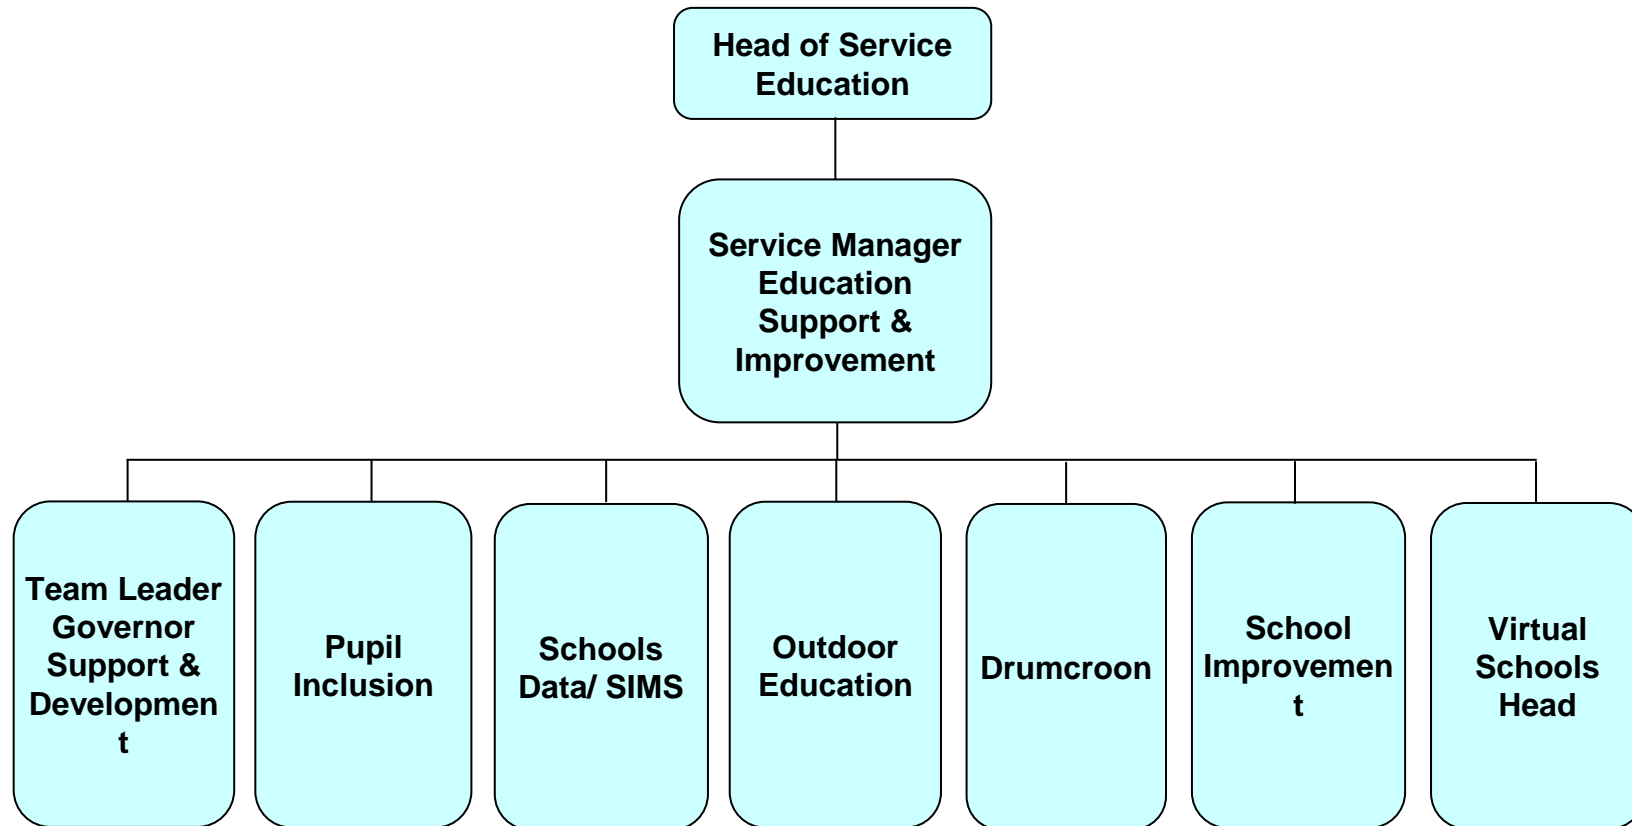 Head of Service
Education
Service Manager
Education
Support &
Improvement
Team Leader
Governor
Support &
Developmen
t
Pupil
Inclusion
Schools
Data/ SIMS
Outdoor
Education
Drumcroon
School
Improvemen
t
Virtual
Schools
Head